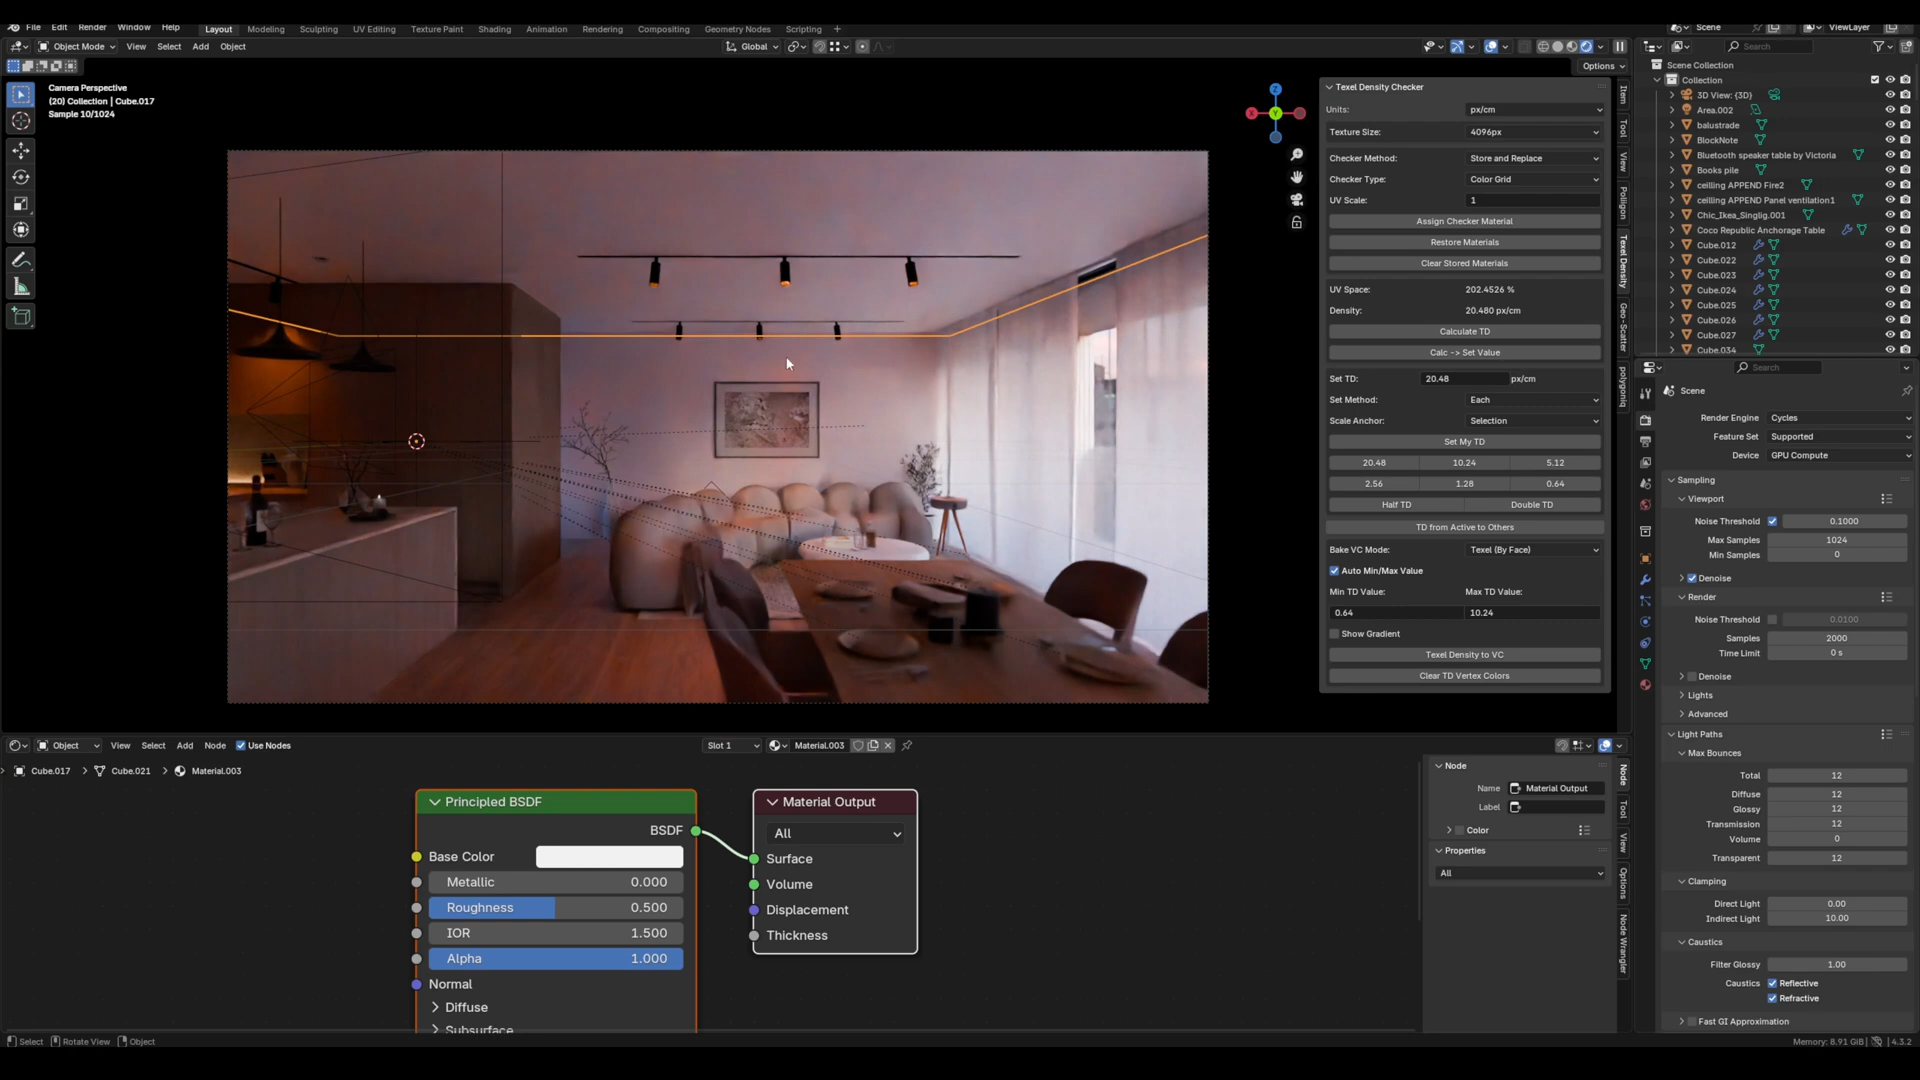 File Edit Render Window Help Layout Modeling Sculpting UV Editing Texture Paint Shading Animation Rendering Compositing Geometry Nodes Scripting + Scene ViewLayer
Object Mode View Select Add Object Global Search
Options
Camera Perspective
(20) Collection | Cube.017
Sample 10/1024
X Y Z
Texel Density Checker
Units: px/cm
Texture Size: 4096px
Checker Method: Store and Replace
Checker Type: Color Grid
UV Scale: 1
Assign Checker Material
Restore Materials
Clear Stored Materials
UV Space: 202.4526 %
Density: 20.480 px/cm
Calculate TD
Calc -> Set Value
Set TD: 20.48 px/cm
Set Method: Each
Scale Anchor: Selection
Set My TD
20.48 10.24 5.12
2.56 1.28 0.64
Half TD Double TD
TD from Active to Others
Bake VC Mode: Texel (By Face)
Auto Min/Max Value
Min TD Value: Max TD Value:
0.64 10.24
Show Gradient
Texel Density to VC
Clear TD Vertex Colors
Item
Tool
View
Polligon
Texel Density
Geo-Scatter
polygoniq
Scene Collection
Collection
3D View: {3D}
Area.002
balustrade
BlockNote
Bluetooth speaker table by Victoria
Books pile
ceilling APPEND Fire2
ceilling APPEND Panel ventilation1
Chic_Ikea_Singlig.001
Coco Republic Anchorage Table
Cube.012
Cube.022
Cube.023
Cube.024
Cube.025
Cube.026
Cube.027
Cube.034
Search
Scene
Render Engine Cycles
Feature Set Supported
Device GPU Compute
Sampling
Viewport
Noise Threshold 0.1000
Max Samples 1024
Min Samples 0
Denoise
Render
Noise Threshold 0.0100
Samples 2000
Time Limit 0 s
Denoise
Lights
Advanced
Light Paths
Max Bounces
Total 12
Diffuse 12
Glossy 12
Transmission 12
Volume 0
Transparent 12
Clamping
Direct Light 0.00
Indirect Light 10.00
Caustics
Filter Glossy 1.00
Caustics Reflective
Refractive
Fast GI Approximation
Object View Select Add Node Use Nodes Slot 1 Material.003
Cube.017 > Cube.021 > Material.003
Principled BSDF
BSDF
Base Color
Metallic 0.000
Roughness 0.500
IOR 1.500
Alpha 1.000
Normal
Diffuse
Subsurface
Material Output
All
Surface
Volume
Displacement
Thickness
Node
Name Material Output
Label
Color
Properties
All
Node
Tool
View
Options
Node Wrangler
Select Rotate View Object Memory: 8.91 GiB | 4.3.2